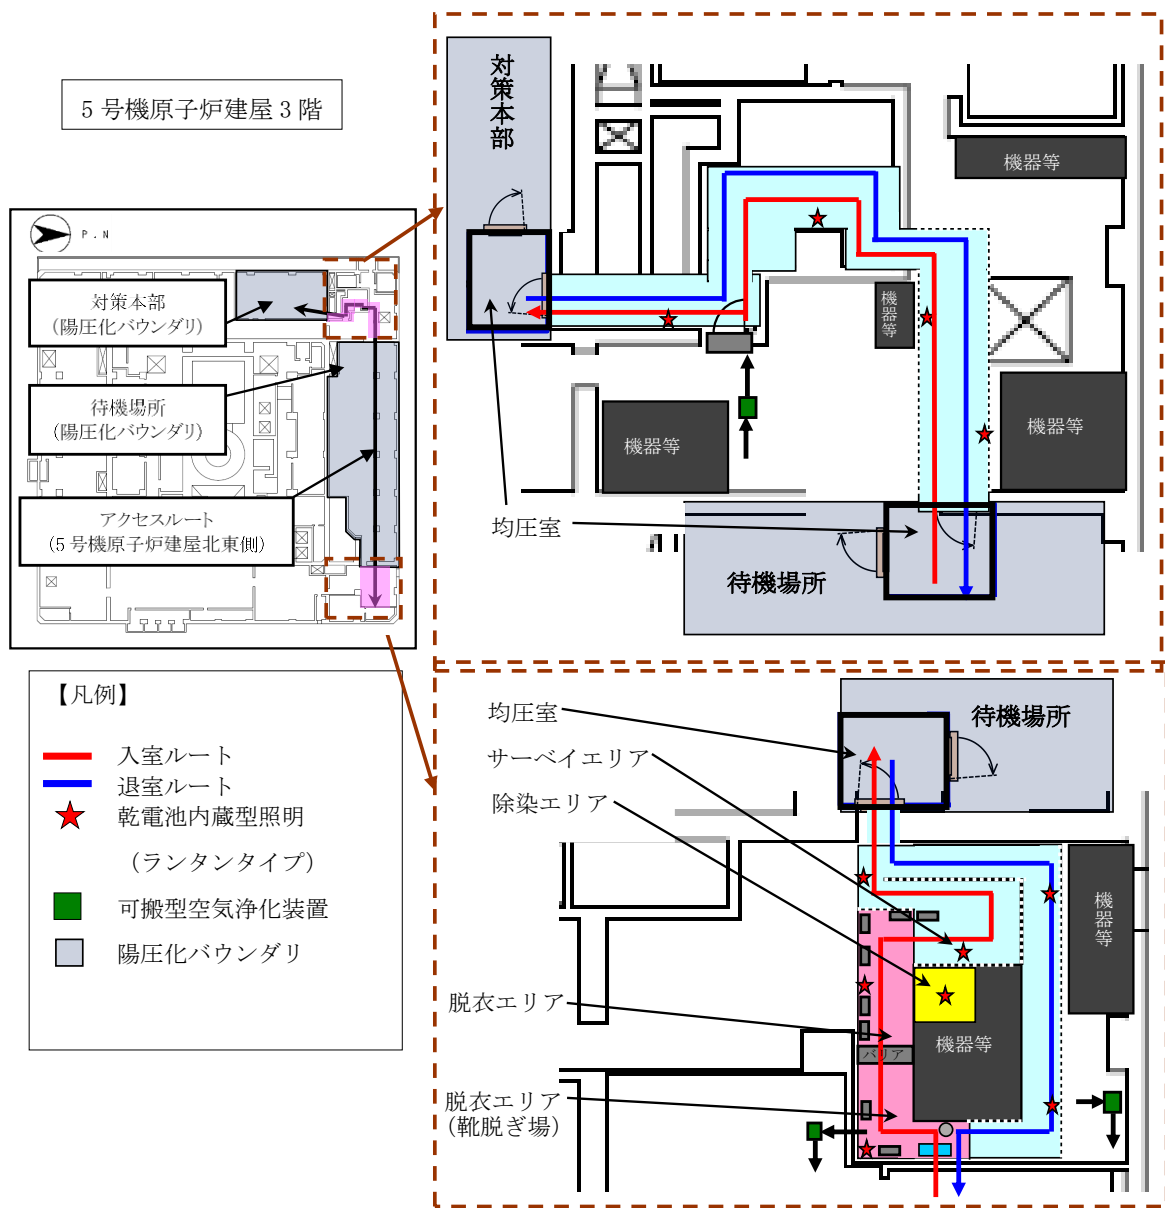 5号機原子炉建屋3階
P.N
対策本部
(陽圧化バウンダリ)
待機場所
(陽圧化バウンダリ)
アクセスルート
(5号機原子炉建屋北東側)
【凡例】
入室ルート
退室ルート
乾電池内蔵型照明
(ランタンタイプ)
可搬型空気浄化装置
陽圧化バウンダリ
対策本部
機器等
機器等
機器等
機器等
均圧室
待機場所
均圧室
待機場所
サーベイエリア
除染エリア
機器等
脱衣エリア
機器等
バリア
脱衣エリア
(靴脱ぎ場)